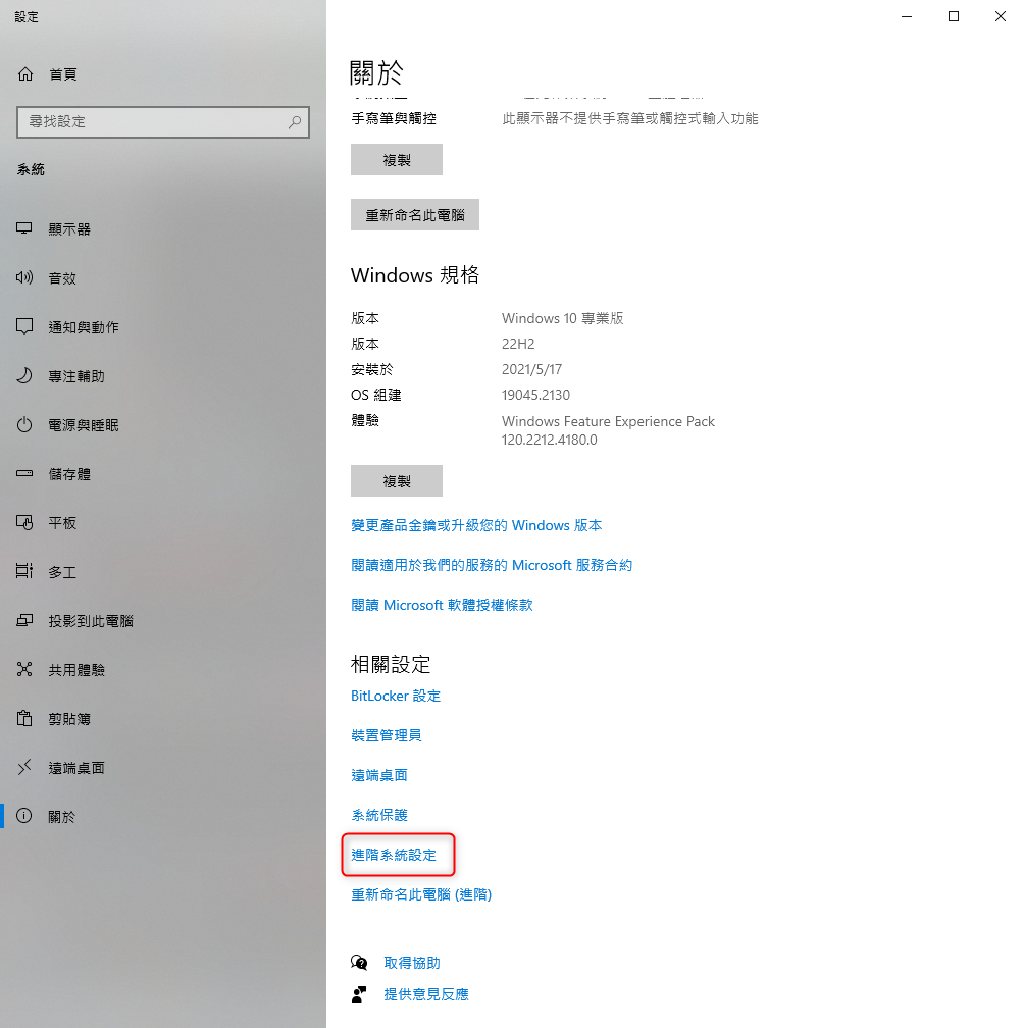 設定
首頁
尋找設定
系統
顯示器
音效
通知與動作
專注輔助
電源與睡眠
儲存體
平板
多工
投影到此電腦
共用體驗
剪貼簿
遠端桌面
關於
關於
手寫筆與觸控 此顯示器不提供手寫筆或觸控式輸入功能
複製
重新命名此電腦
Windows 規格
版本 Windows 10 專業版
版本 22H2
安裝於 2021/5/17
OS 組建 19045.2130
體驗 Windows Feature Experience Pack
120.2212.4180.0
複製
變更產品金鑰或升級您的 Windows 版本
閱讀適用於我們的服務的 Microsoft 服務合約
閱讀 Microsoft 軟體授權條款
相關設定
BitLocker 設定
裝置管理員
遠端桌面
系統保護
進階系統設定
重新命名此電腦 (進階)
取得協助
提供意見反應